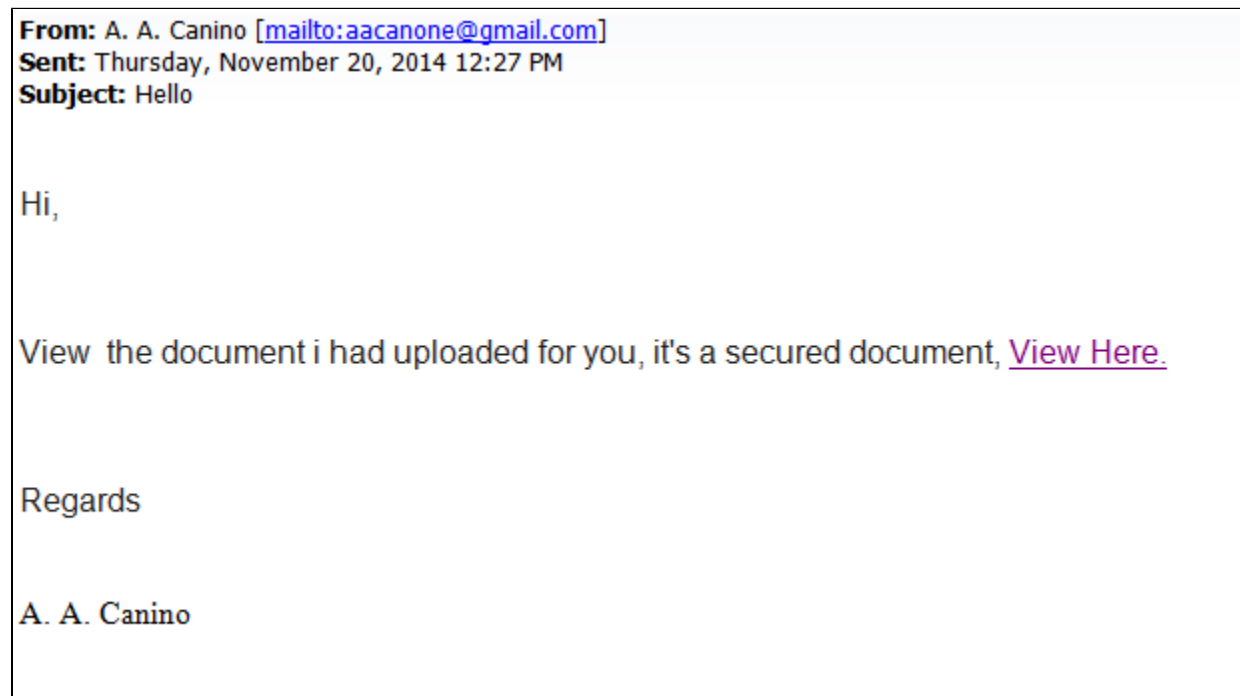 From: A. A. Canino [mailto:aacanone@gmail.com]
Sent: Thursday, November 20, 2014 12:27 PM
Subject: Hello
Hi,
View  the document i had uploaded for you, it's a secured document, View Here.
Regards
A. A. Canino